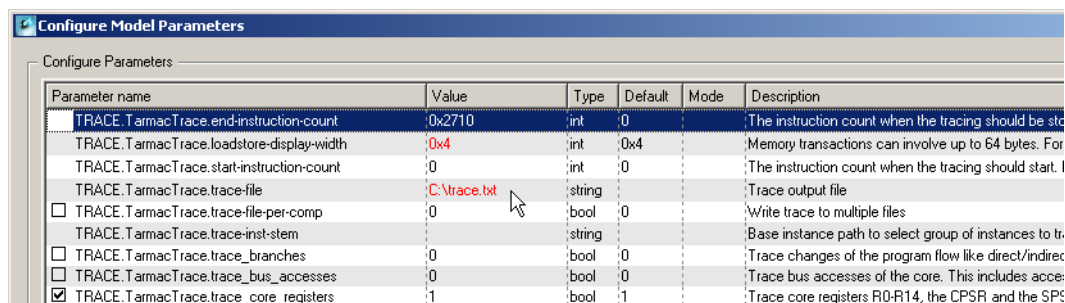 Configure Model Parameters
Configure Parameters
Parameter name Value Type Default Mode Description
TRACE.TarmacTrace.end-instruction-count 0x2710 int 0 The instruction count when the tracing should be sto
TRACE.TarmacTrace.loadstore-display-width 0x4 int 0x4 Memory transactions can involve up to 64 bytes. For
TRACE.TarmacTrace.start-instruction-count 0 int 0 The instruction count when the tracing should start.
TRACE.TarmacTrace.trace-file C:\trace.txt string Trace output file
TRACE.TarmacTrace.trace-file-per-comp 0 bool 0 Write trace to multiple files
TRACE.TarmacTrace.trace-inst-stem string Base instance path to select group of instances to tr
TRACE.TarmacTrace.trace_branches 0 bool 0 Trace changes of the program flow like direct/indirec
TRACE.TarmacTrace.trace_bus_accesses 0 bool 0 Trace bus accesses of the core. This includes acce
TRACE.TarmacTrace.trace_core_registers 1 bool 1 Trace core registers R0-R14, the CPSR and the SPS